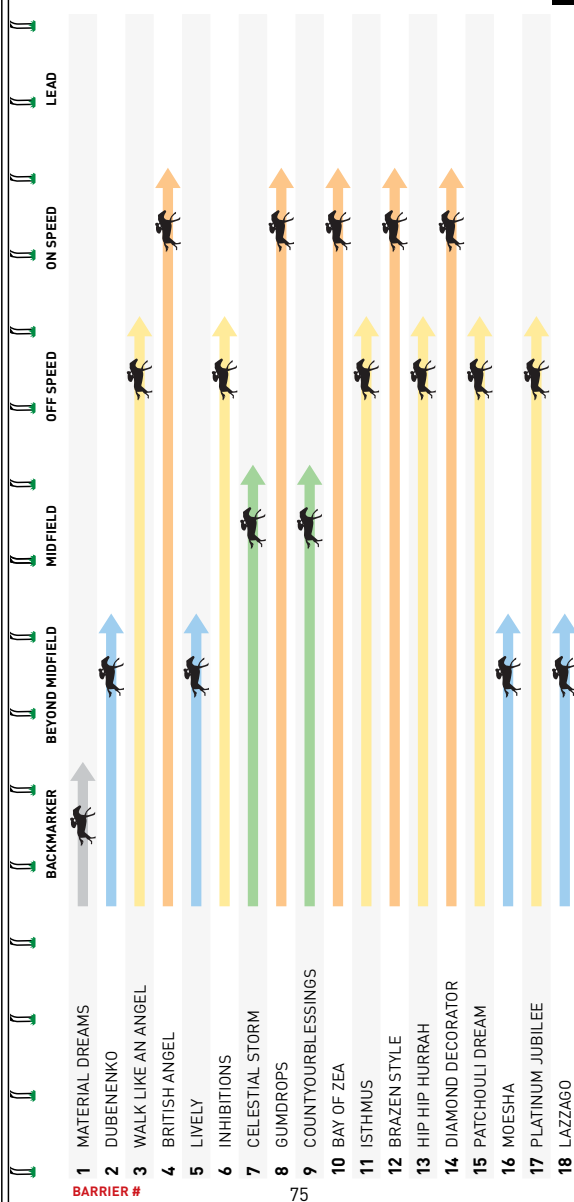 BACKMARKER BEYOND MIDFIELD MIDFIELD OFF SPEED ON SPEED LEAD
1 MATERIAL DREAMS
2 DUBENENKO
3 WALK LIKE AN ANGEL
4 BRITISH ANGEL
5 LIVELY
6 INHIBITIONS
7 CELESTIAL STORM
8 GUMDROPS
9 COUNTYOURBLESSINGS
10 BAY OF ZEA
11 ISTHMUS
12 BRAZEN STYLE
13 HIP HIP HURRAH
14 DIAMOND DECORATOR
15 PATCHOULI DREAM
16 MOESHA
17 PLATINUM JUBILEE
18 LAZZAGO
BARRIER #
75